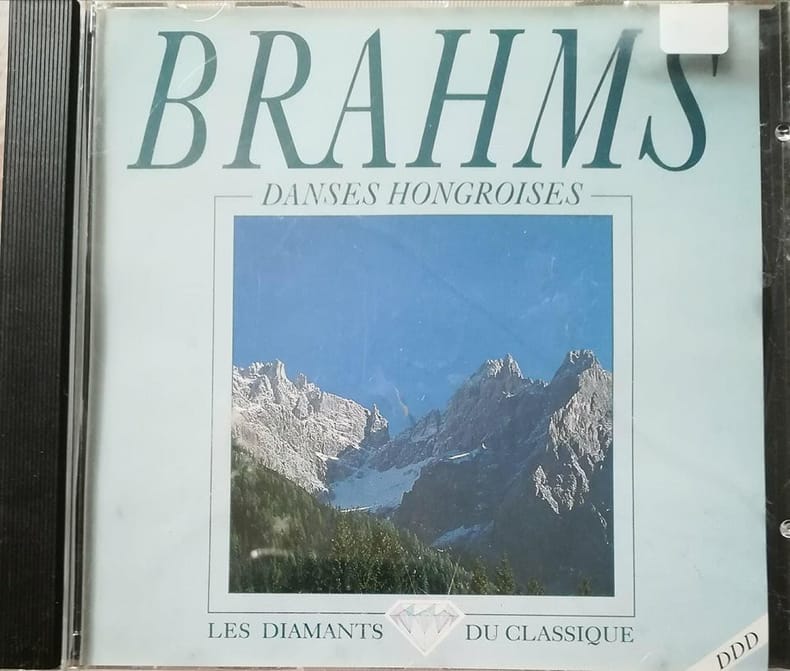 BRAHMS
DANSES HONGROISES
LES DIAMANTS DU CLASSIQUE
DDD